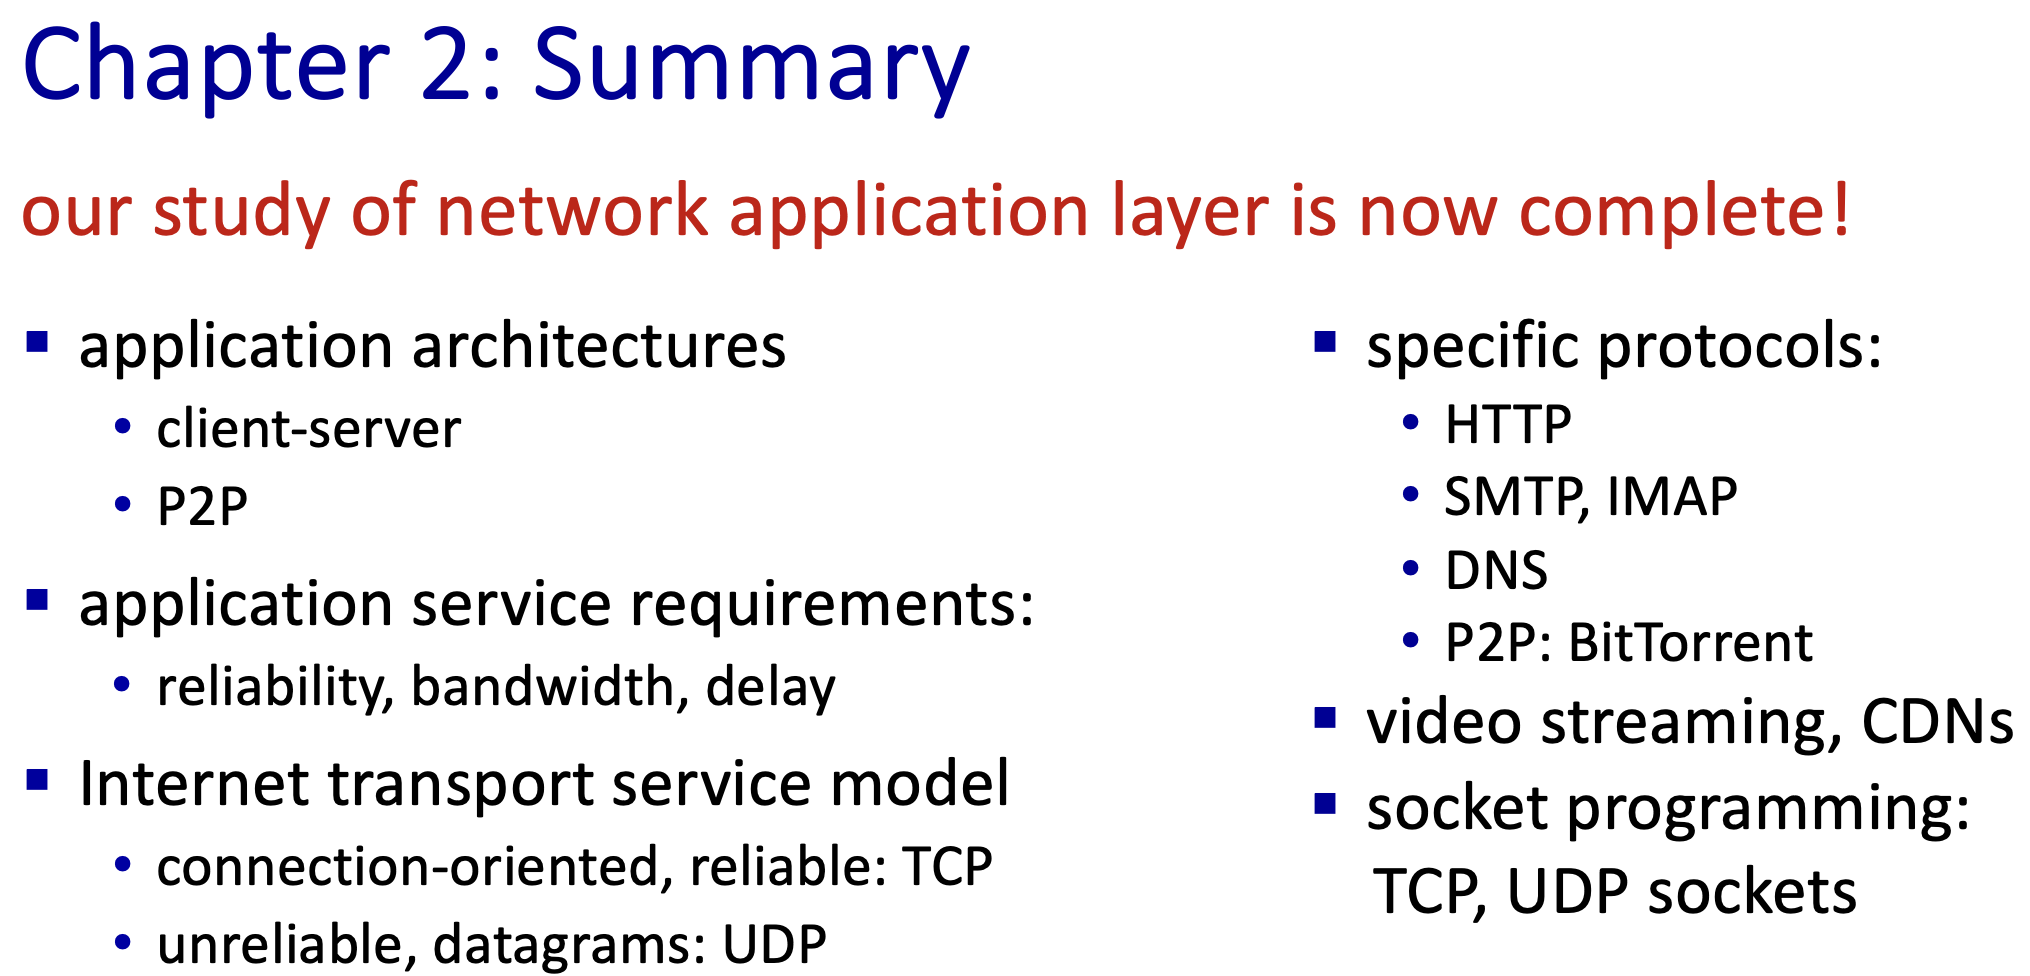 Chapter 2: Summary
our study of network application layer is now complete!
▪ application architectures
• client-server
• P2P
▪ application service requirements:
• reliability, bandwidth, delay
▪ Internet transport service model
• connection-oriented, reliable: TCP
• unreliable, datagrams: UDP
▪ specific protocols:
• HTTP
• SMTP, IMAP
• DNS
• P2P: BitTorrent
▪ video streaming, CDNs
▪ socket programming:
TCP, UDP sockets